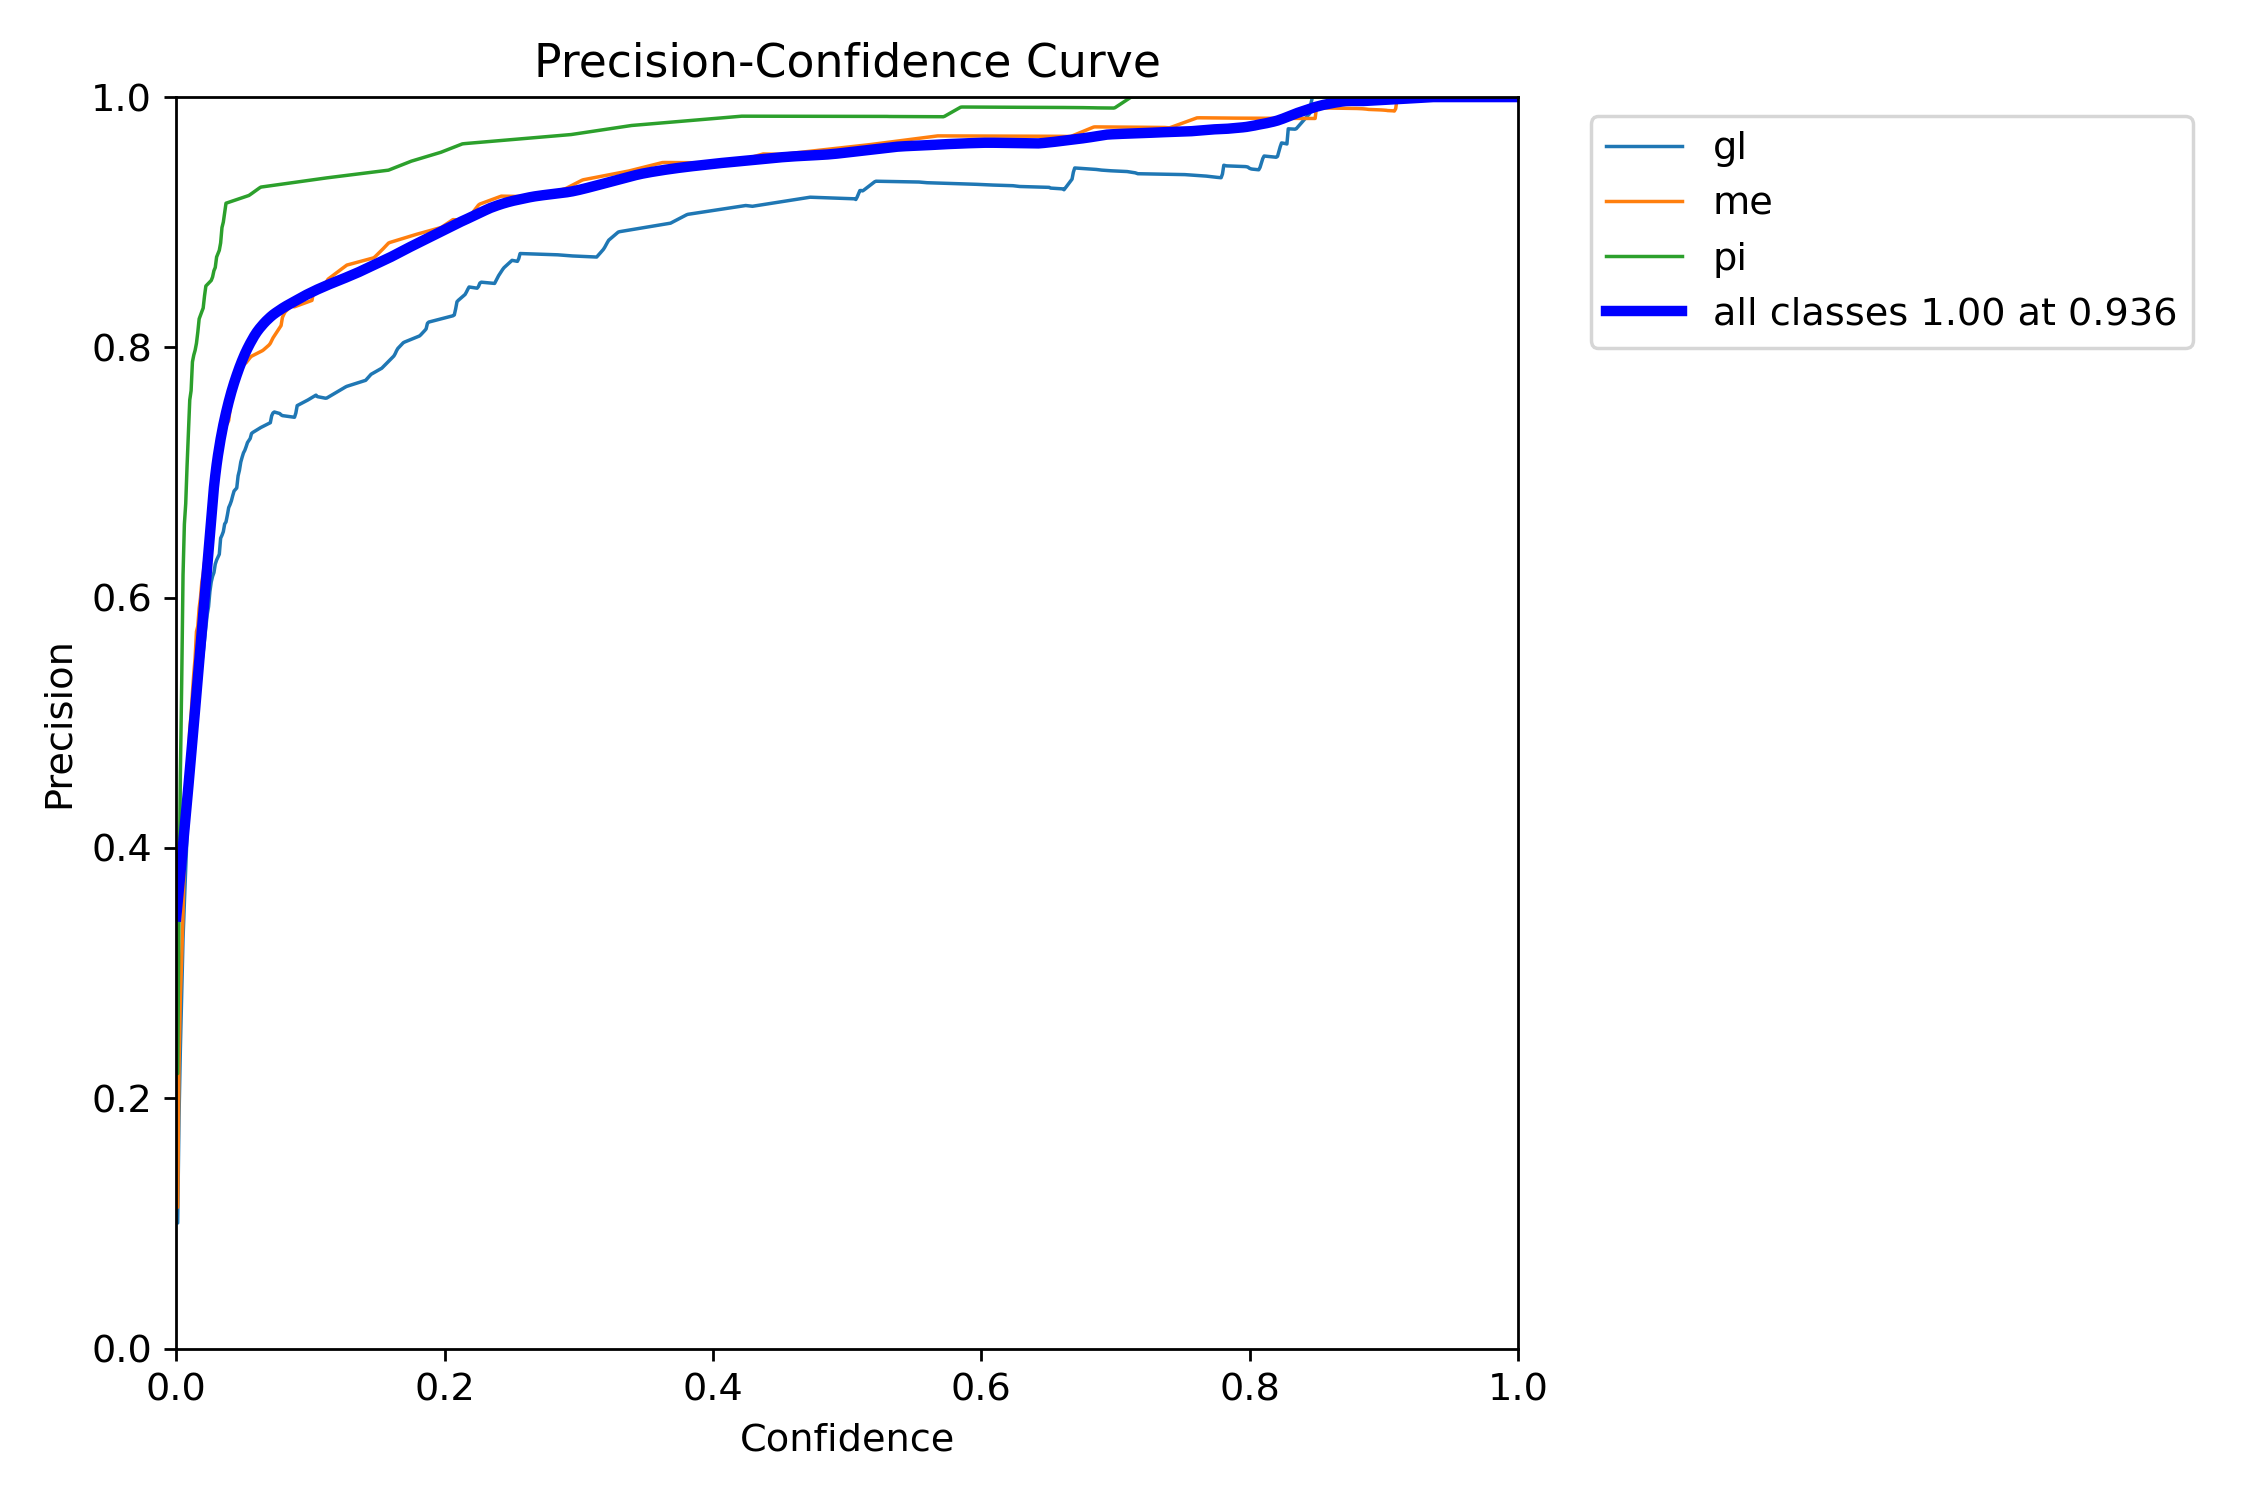 Precision-Confidence Curve
1.0
0.8
0.6
0.4
0.2
0.0
Precision
0.0 0.2 0.4 0.6 0.8 1.0
Confidence
gl
me
pi
all classes 1.00 at 0.936